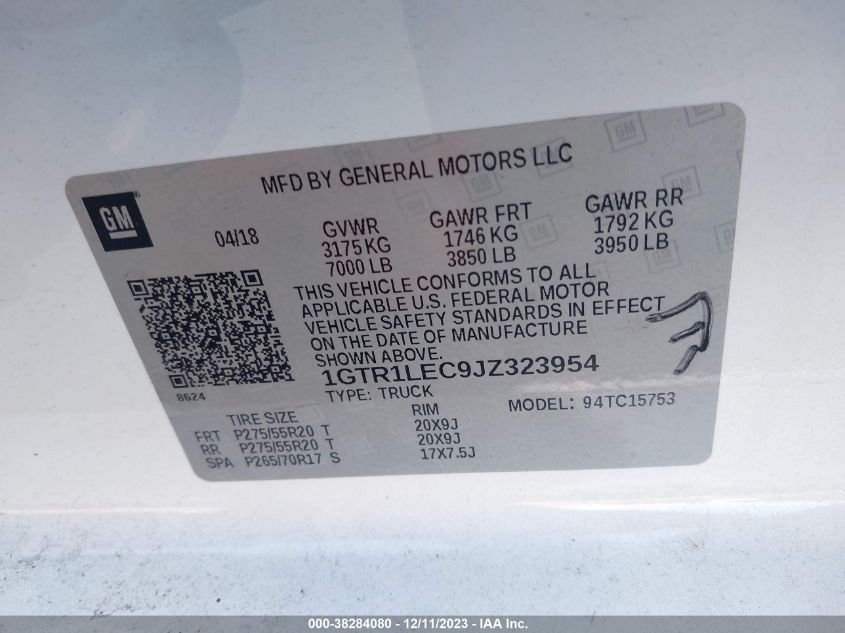 MFD BY GENERAL MOTORS LLC
GM
04/18
GVWR
3175 KG
7000 LB
GAWR FRT
1746 KG
3850 LB
GAWR RR
1792 KG
3950 LB
THIS VEHICLE CONFORMS TO ALL
APPLICABLE U.S. FEDERAL MOTOR
VEHICLE SAFETY STANDARDS IN EFFECT
ON THE DATE OF MANUFACTURE
SHOWN ABOVE.
1GTR1LEC9JZ323954
8624
TYPE: TRUCK
MODEL: 94TC15753
TIRE SIZE RIM
FRT P275/55R20 T 20X9J
RR P275/55R20 T 20X9J
SPA P265/70R17 S 17X7.5J
000-38284080 - 12/11/2023 - IAA Inc.